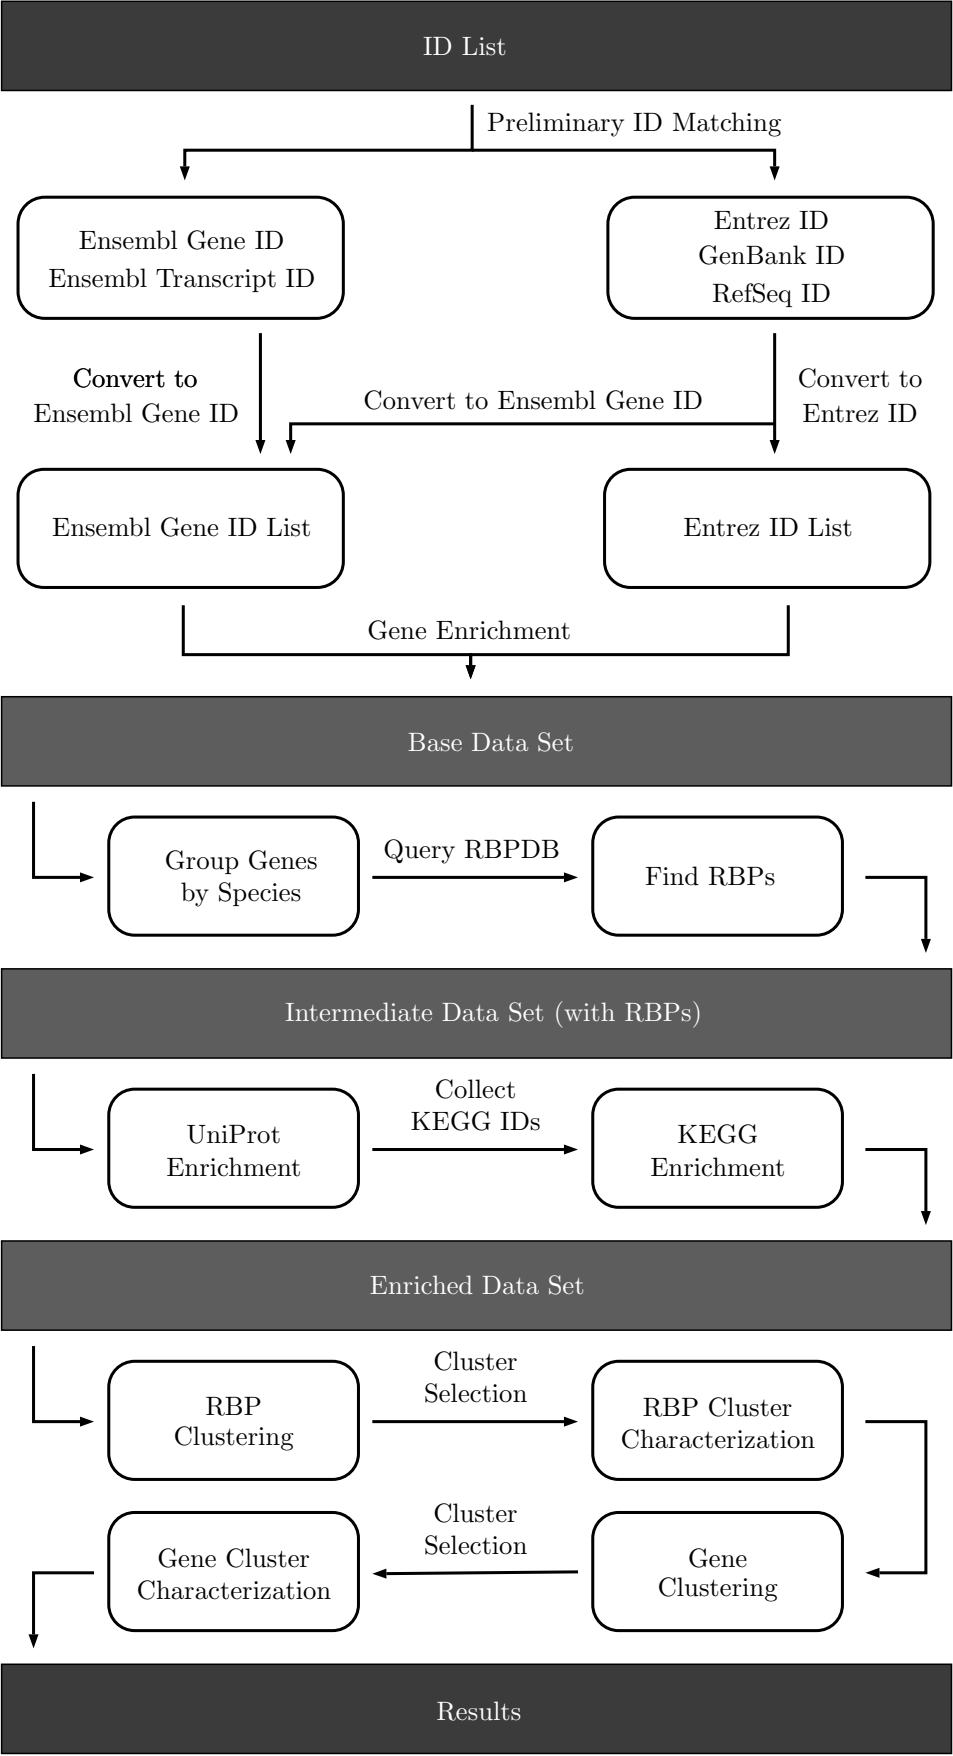 ID List
Preliminary ID Matching
Ensembl Gene ID
Ensembl Transcript ID
Entrez ID
GenBank ID
RefSeq ID
Convert to
Ensembl Gene ID
Convert to Ensembl Gene ID
Convert to
Entrez ID
Ensembl Gene ID List
Entrez ID List
Gene Enrichment
Base Data Set
Group Genes
by Species
Query RBPDB
Find RBPs
Intermediate Data Set (with RBPs)
UniProt
Enrichment
Collect
KEGG IDs
KEGG
Enrichment
Enriched Data Set
RBP
Clustering
Cluster
Selection
RBP Cluster
Characterization
Gene Cluster
Characterization
Cluster
Selection
Gene
Clustering
Results